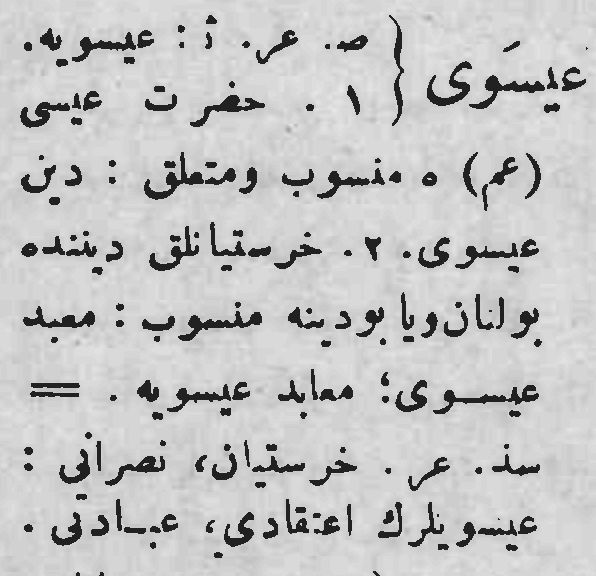 عیسَوی } ص. عر. ث : عیسویه.
١ . حضرت عیسی
(عم) ه منسوب ومتعلق : دین
عیسوی. ٢. خرستیانلق دیننده
بولنان ویا بودینه منسوب : معبد
عیسوی؛ معابد عیسویه . =
سذ. عر . خرستیان، نصرانی :
عیسویلرك اعتقادی، عبادتی .